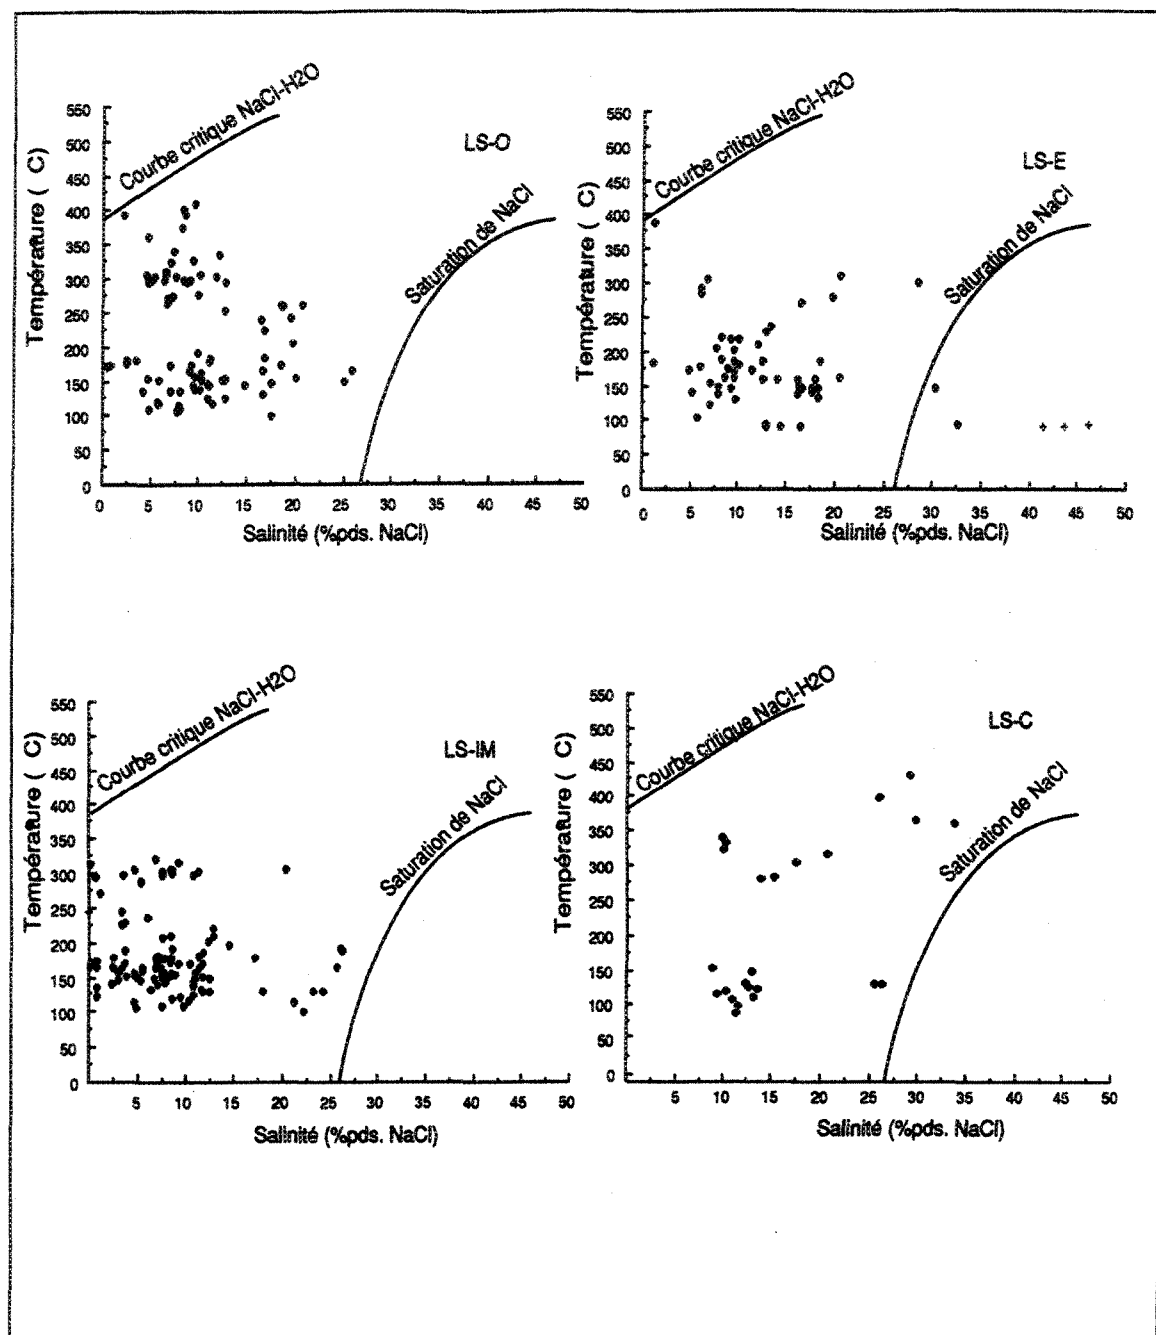 Courbe critique NaCl-H2O
LS-O
Saturation de NaCl
Température ( C)
550
500
450
400
350
300
250
200
150
100
50
0
0 5 10 15 20 25 30 35 40 45 50
Salinité (%pds. NaCl)
Courbe critique NaCl-H2O
LS-E
Saturation de NaCl
Température ( C)
550
500
450
400
350
300
250
200
150
100
50
0
0 5 10 15 20 25 30 35 40 45 50
Salinité (%pds. NaCl)
Courbe critique NaCl-H2O
LS-IM
Saturation de NaCl
Température ( C)
550
500
450
400
350
300
250
200
150
100
50
0
0 5 10 15 20 25 30 35 40 45 50
Salinité (%pds. NaCl)
Courbe critique NaCl-H2O
LS-C
Saturation de NaCl
Température ( C)
550
500
450
400
350
300
250
200
150
100
50
0
5 10 15 20 25 30 35 40 45 50
Salinité (%pds. NaCl)